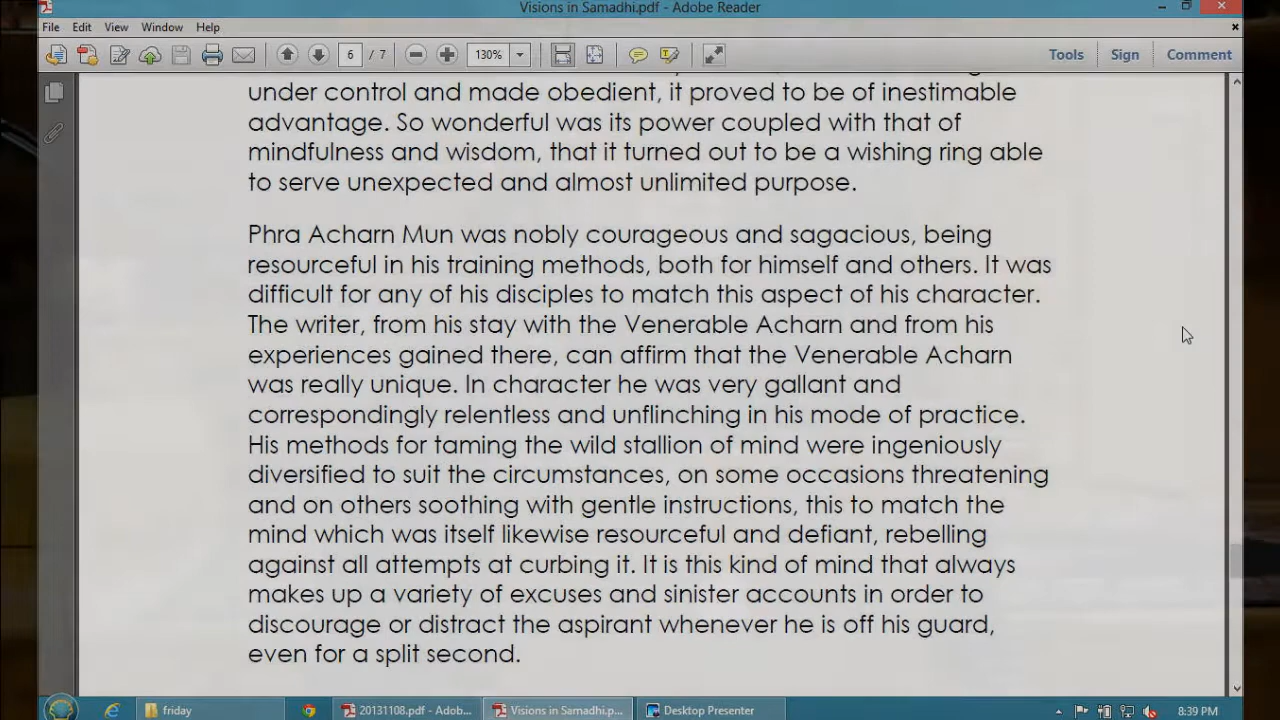 Visions in Samadhi.pdf - Adobe Reader
File Edit View Window Help
6 / 7 130% Tools Sign Comment
under control and made obedient, it proved to be of inestimable
advantage. So wonderful was its power coupled with that of
mindfulness and wisdom, that it turned out to be a wishing ring able
to serve unexpected and almost unlimited purpose.
Phra Acharn Mun was nobly courageous and sagacious, being
resourceful in his training methods, both for himself and others. It was
difficult for any of his disciples to match this aspect of his character.
The writer, from his stay with the Venerable Acharn and from his
experiences gained there, can affirm that the Venerable Acharn
was really unique. In character he was very gallant and
correspondingly relentless and unflinching in his mode of practice.
His methods for taming the wild stallion of mind were ingeniously
diversified to suit the circumstances, on some occasions threatening
and on others soothing with gentle instructions, this to match the
mind which was itself likewise resourceful and defiant, rebelling
against all attempts at curbing it. It is this kind of mind that always
makes up a variety of excuses and sinister accounts in order to
discourage or distract the aspirant whenever he is off his guard,
even for a split second.
friday 20131108.pdf - Adob... Visions in Samadhi.p... Desktop Presenter 8:39 PM